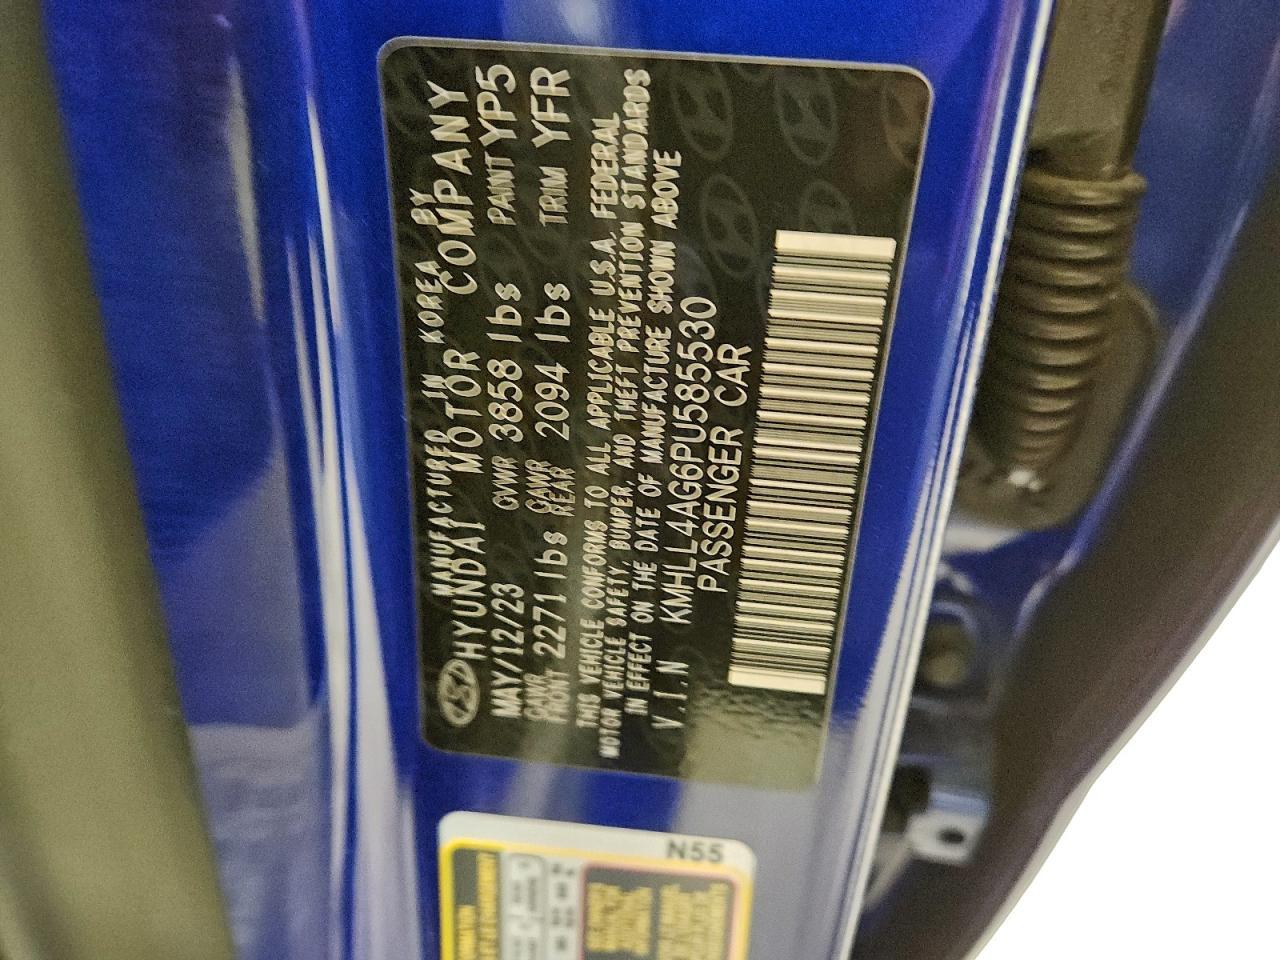 MANUFACTURED IN KOREA BY
HYUNDAI MOTOR COMPANY
MAY/12/23 GVWR 3858 lbs PAINT YP5
GAWR FRONT 2271 lbs GAWR REAR 2094 lbs TRIM YFR
THIS VEHICLE CONFORMS TO ALL APPLICABLE U.S.A. FEDERAL
MOTOR VEHICLE SAFETY, BUMPER, AND THEFT PREVENTION STANDARDS
IN EFFECT ON THE DATE OF MANUFACTURE SHOWN ABOVE
V.I.N KMHLL4AG6PU585530
PASSENGER CAR
N55